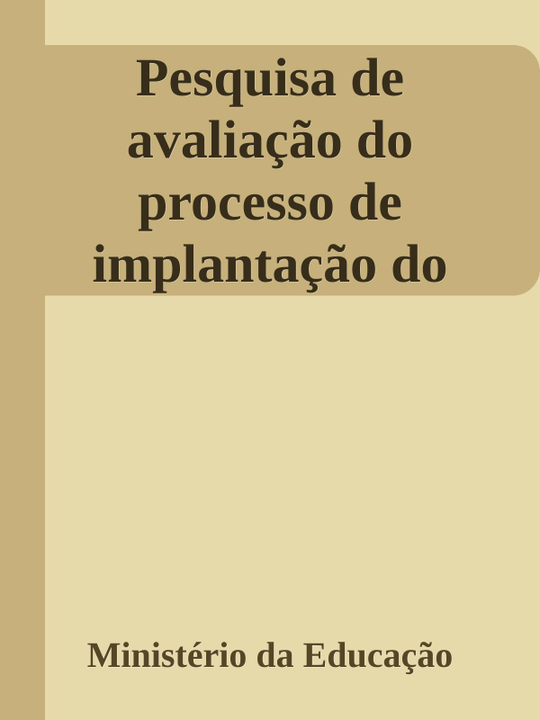 Pesquisa de
avaliação do
processo de
implantação do
Ministério da Educação